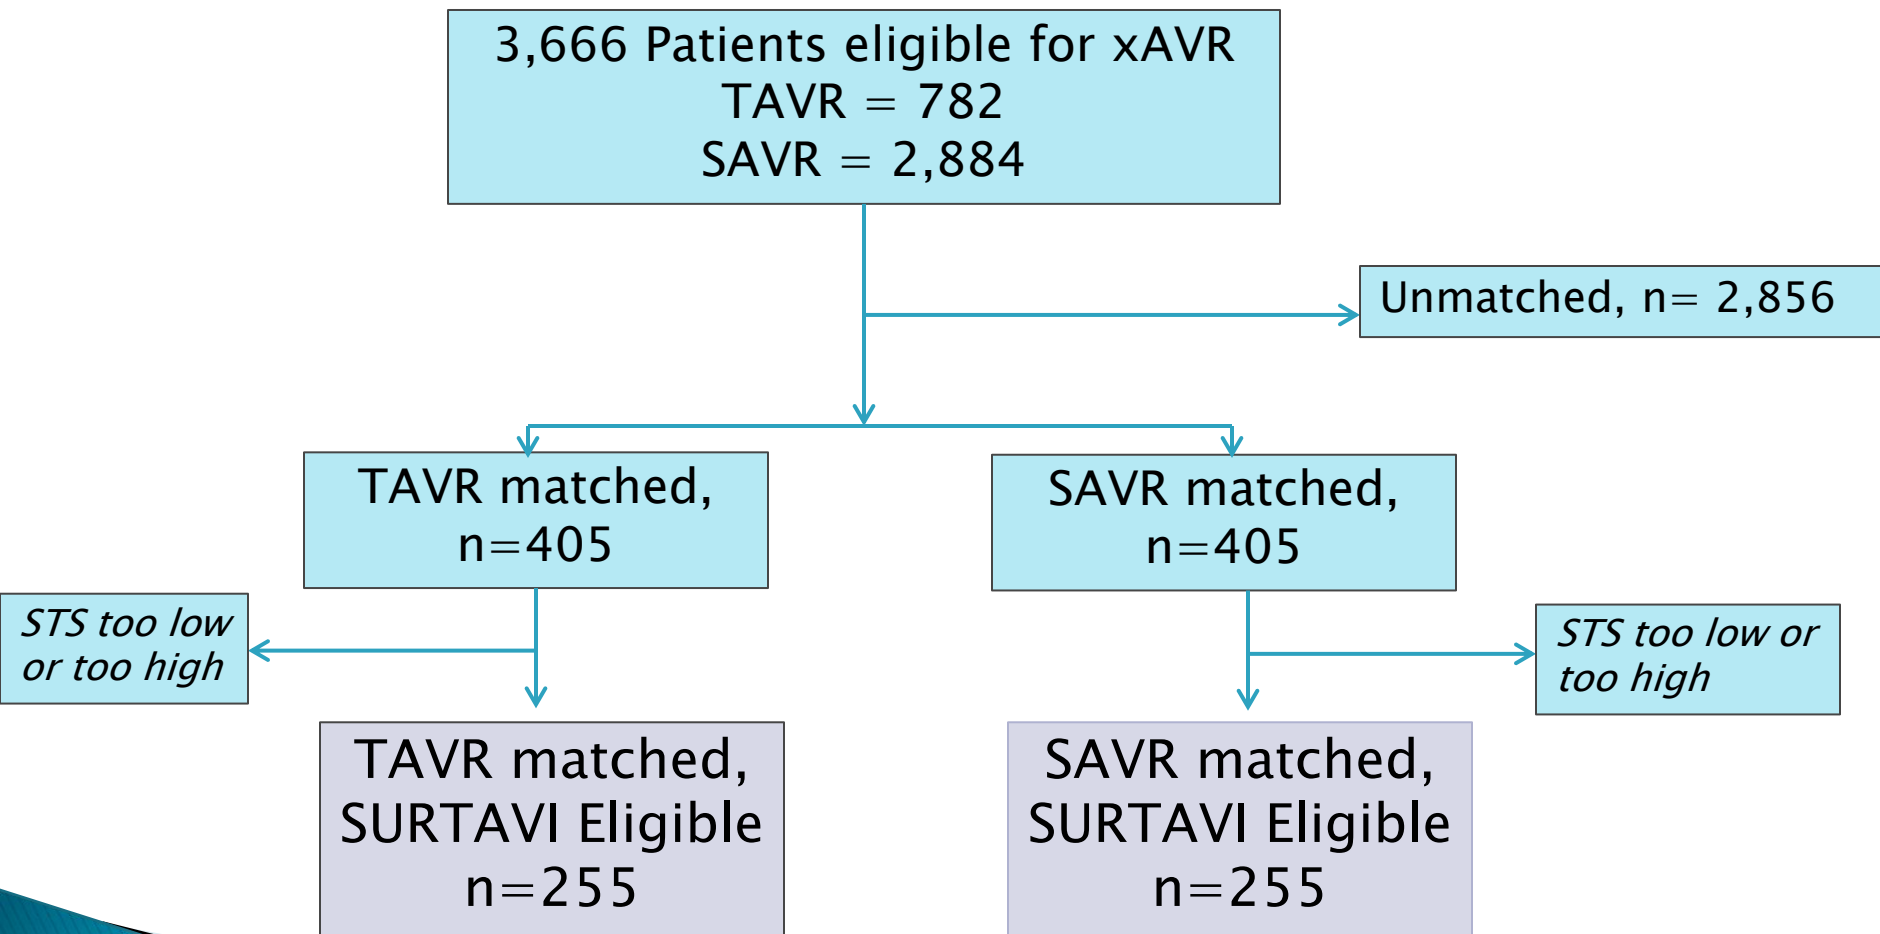 3,666 Patients eligible for xAVR
TAVR = 782
SAVR = 2,884
Unmatched, n= 2,856
TAVR matched,
n=405
SAVR matched,
n=405
STS too low
or too high
STS too low or
too high
TAVR matched,
SURTAVI Eligible
n=255
SAVR matched,
SURTAVI Eligible
n=255